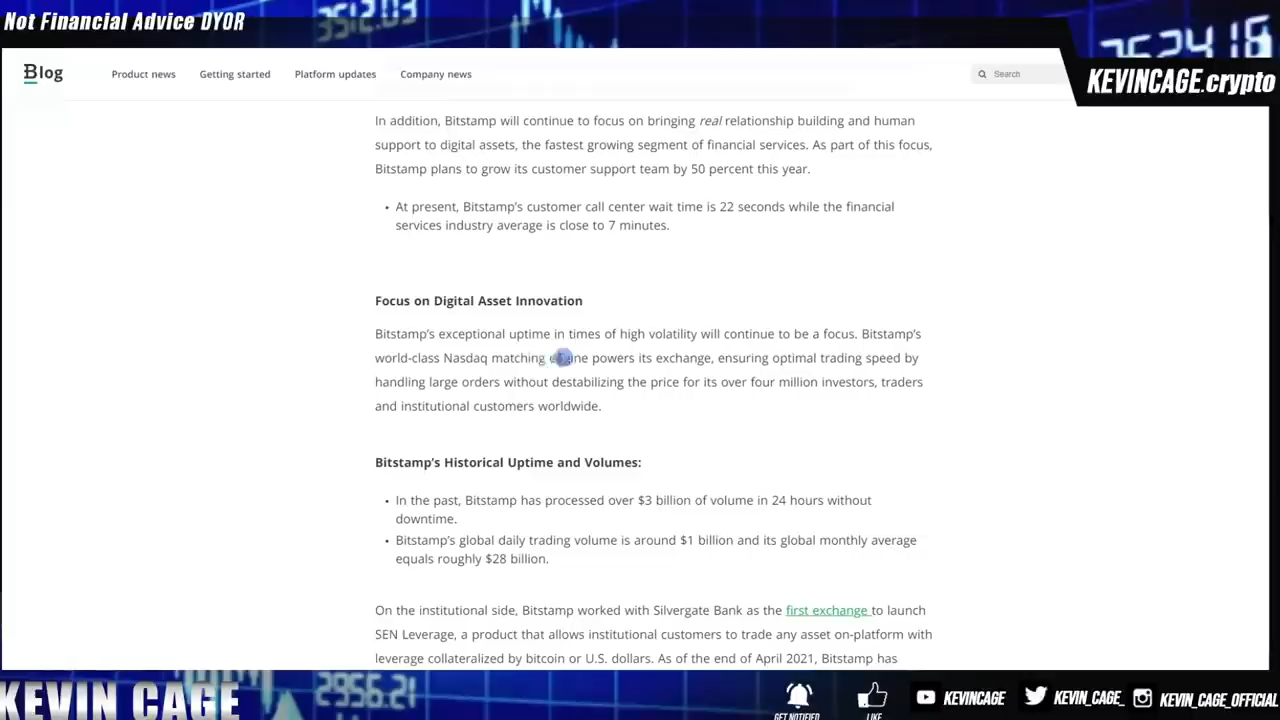 Not Financial Advice DYOR
3512.03
3524.16
Blog
Product news
Getting started
Platform updates
Company news
Search
KEVINCAGE.crypto
In addition, Bitstamp will continue to focus on bringing real relationship building and human
support to digital assets, the fastest growing segment of financial services. As part of this focus,
Bitstamp plans to grow its customer support team by 50 percent this year.
• At present, Bitstamp's customer call center wait time is 22 seconds while the financial
services industry average is close to 7 minutes.
Focus on Digital Asset Innovation
Bitstamp's exceptional uptime in times of high volatility will continue to be a focus. Bitstamp's
world-class Nasdaq matching engine powers its exchange, ensuring optimal trading speed by
handling large orders without destabilizing the price for its over four million investors, traders
and institutional customers worldwide.
Bitstamp's Historical Uptime and Volumes:
• In the past, Bitstamp has processed over $3 billion of volume in 24 hours without
downtime.
• Bitstamp's global daily trading volume is around $1 billion and its global monthly average
equals roughly $28 billion.
On the institutional side, Bitstamp worked with Silvergate Bank as the first exchange to launch
SEN Leverage, a product that allows institutional customers to trade any asset on-platform with
leverage collateralized by bitcoin or U.S. dollars. As of the end of April 2021, Bitstamp has
KEVIN CAGE
2956.21
GET NOTIFIED
LIKE
KEVINCAGE
KEVIN_CAGE_
KEVIN_CAGE_OFFICIAL